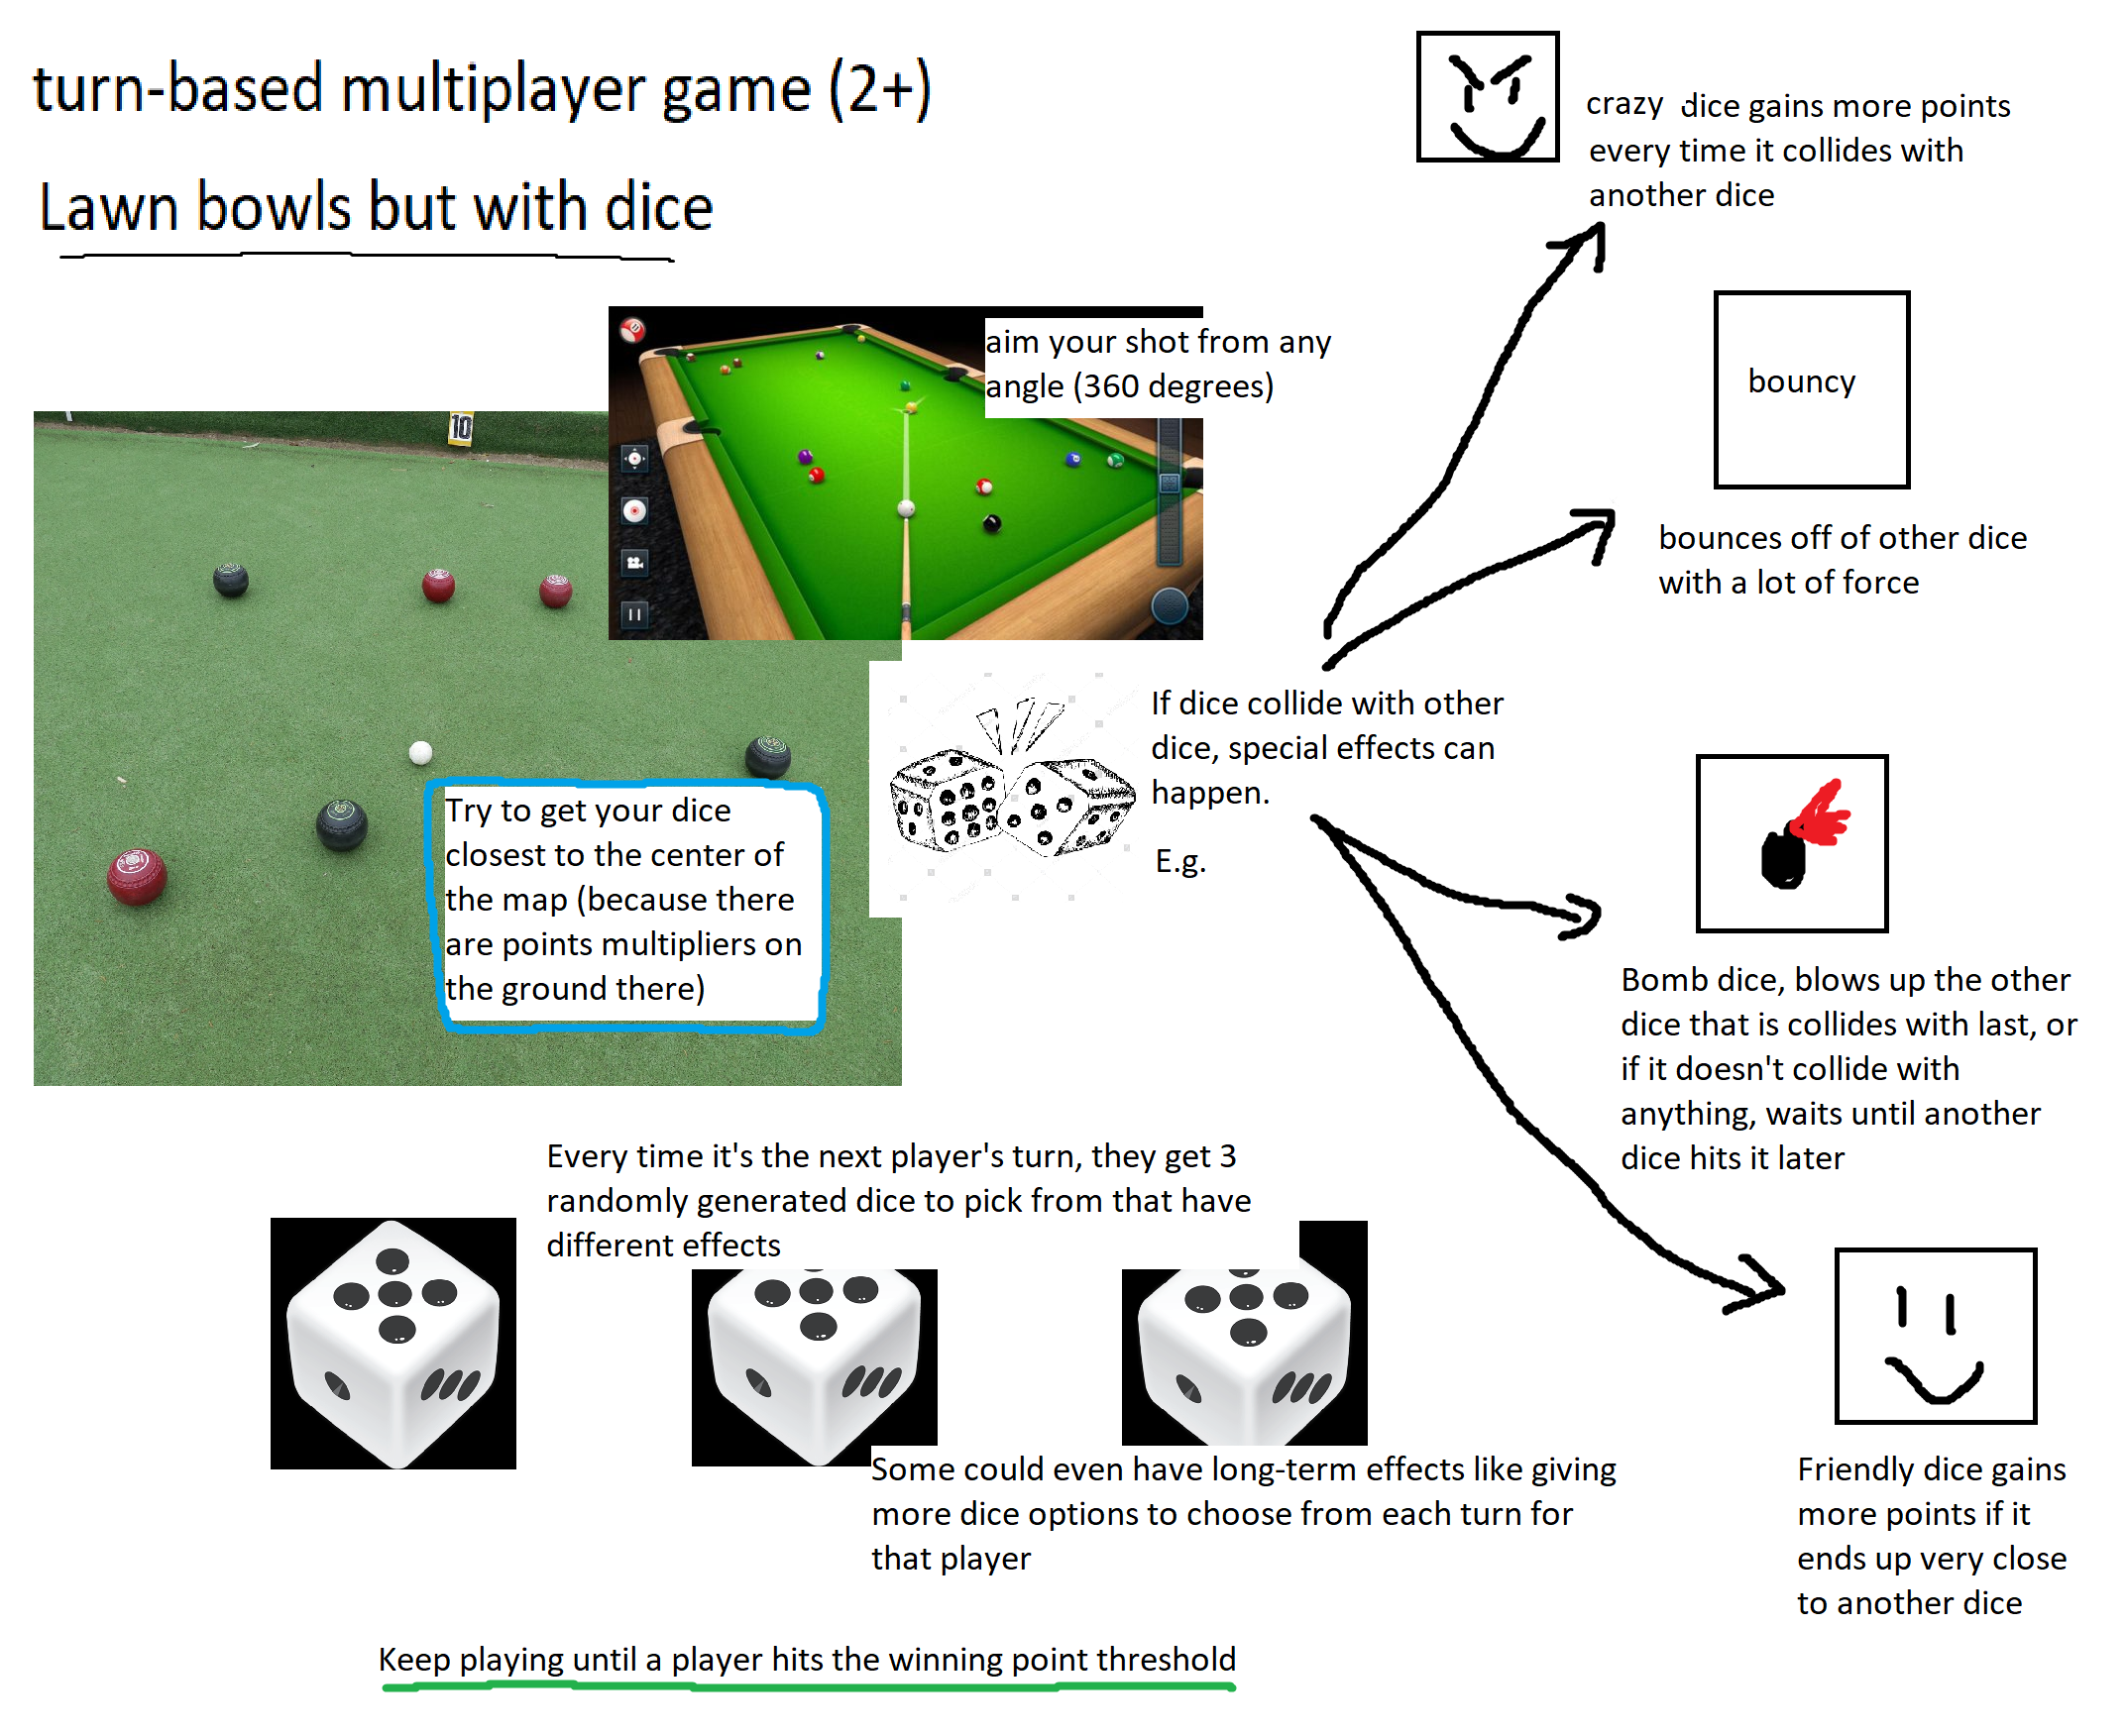 turn-based multiplayer game (2+)
Lawn bowls but with dice
crazy dice gains more points
every time it collides with
another dice
aim your shot from any
angle (360 degrees)
bouncy
bounces off of other dice
with a lot of force
10
If dice collide with other
dice, special effects can
happen.
E.g.
Try to get your dice
closest to the center of
the map (because there
are points multipliers on
the ground there)
Bomb dice, blows up the other
dice that is collides with last, or
if it doesn't collide with
anything, waits until another
dice hits it later
Every time it's the next player's turn, they get 3
randomly generated dice to pick from that have
different effects
Some could even have long-term effects like giving
more dice options to choose from each turn for
that player
Friendly dice gains
more points if it
ends up very close
to another dice
Keep playing until a player hits the winning point threshold